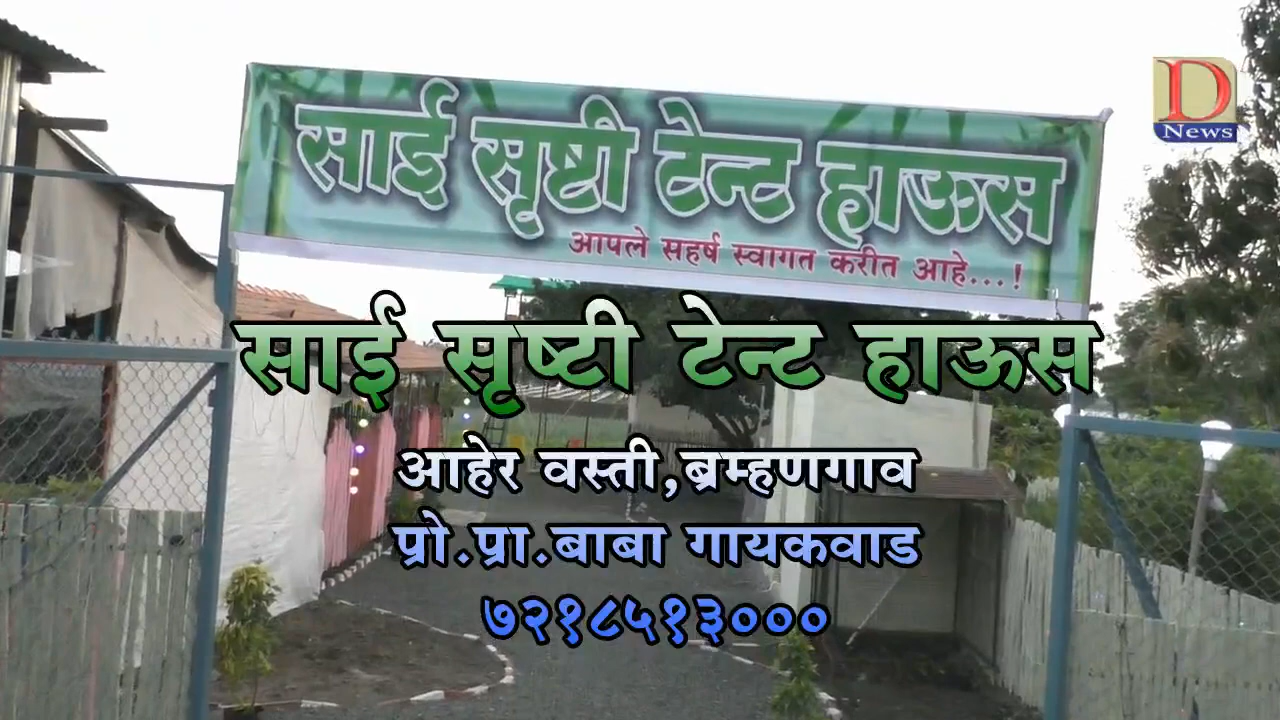 D
News
साई सृष्टी टेन्ट हाऊस
आपले सहर्ष स्वागत करीत आहे...!
साई सृष्टी टेन्ट हाऊस
आहेर वस्ती,ब्रम्हणगाव
प्रो.प्रा.बाबा गायकवाड
७२१८५१३०००